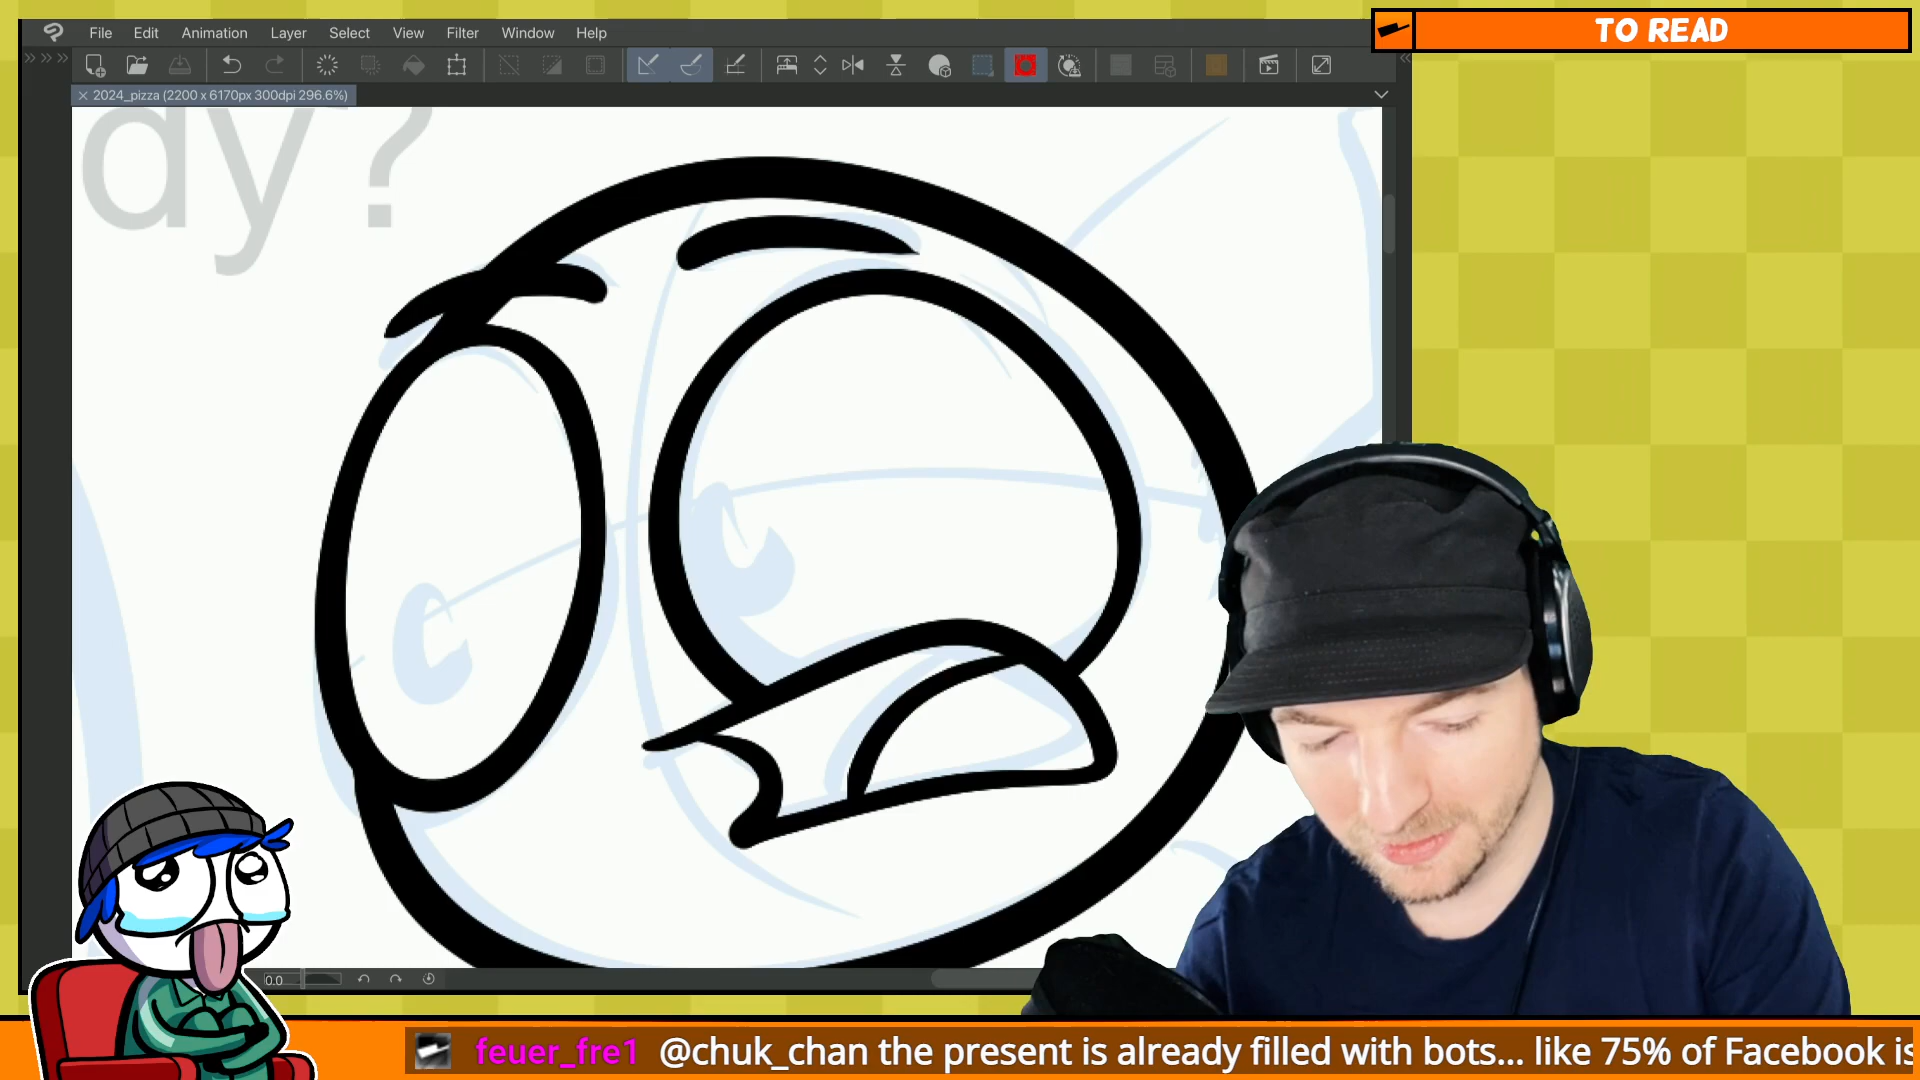 TO READ
File Edit Animation Layer Select View Filter Window Help
2024_pizza (2200 x 6170px 300dpi 296.6%)
dy?
0.0
feuer_fre1 @chuk_chan the present is already filled with bots... like 75% of Facebook is